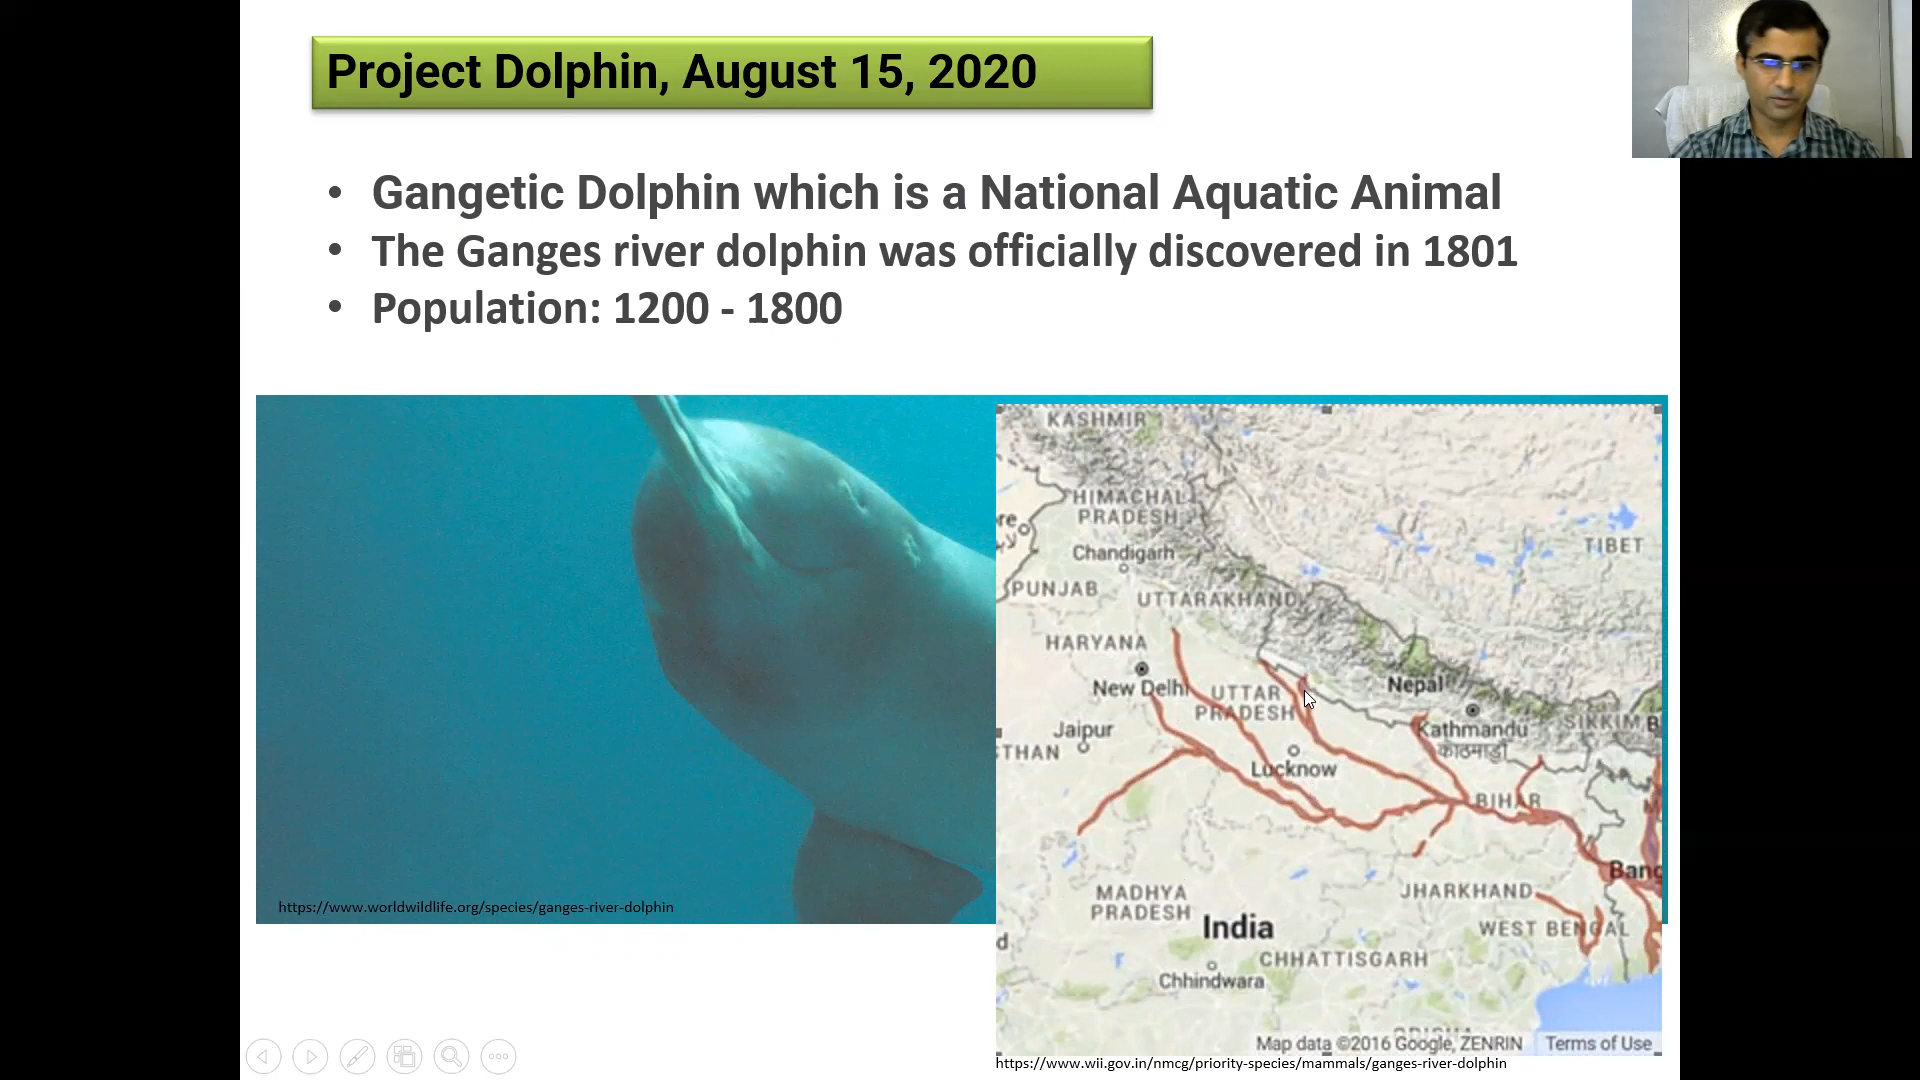 Project Dolphin, August 15, 2020
• Gangetic Dolphin which is a National Aquatic Animal
• The Ganges river dolphin was officially discovered in 1801
• Population: 1200 - 1800
KASHMIR
HIMACHAL
PRADESH
TIBET
Chandigarh
PUNJAB
UTTARAKHAND
HARYANA
New Delhi
UTTAR
PRADESH
Nepal
SIKKIM
Jaipur
Kathmandu
काठमाडौं
THAN
Lucknow
BIHAR
Bang
MADHYA
PRADESH
JHARKHAND
India
WEST BENGAL
CHHATTISGARH
Chhindwara
Map data ©2016 Google, ZENRIN Terms of Use
https://www.worldwildlife.org/species/ganges-river-dolphin
https://www.wii.gov.in/nmcg/priority-species/mammals/ganges-river-dolphin